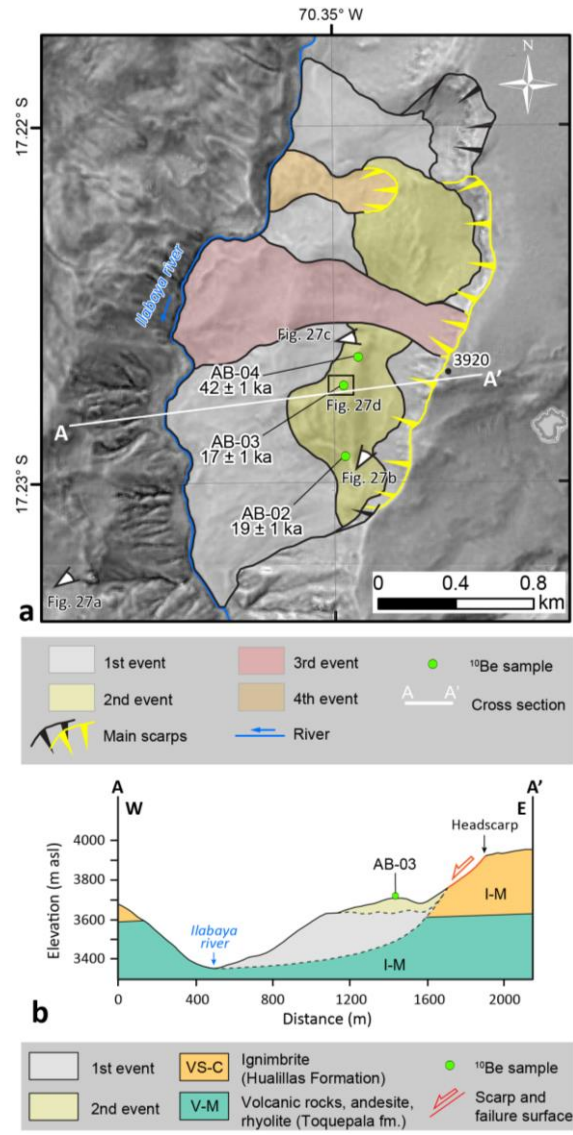 70.35° W
N
17.22° S
Ilabaya river
3920
Fig. 27c
AB-04
42 ± 1 ka
A'
Fig. 27d
A
AB-03
17 ± 1 ka
Fig. 27b
17.23° S
AB-02
19 ± 1 ka
Fig. 27a
0 0.4 0.8
km
a
1st event
3rd event
¹⁰Be sample
2nd event
4th event
A A'
Cross section
Main scarps
River
A A'
W E
Headscarp
AB-03
4000
3800
3600
3400
3300
Elevation (m asl)
I-M
Ilabaya
river
I-M
0 400 800 1200 1600 2000
Distance (m)
b
1st event
VS-C
Ignimbrite
(Hualillas Formation)
¹⁰Be sample
2nd event
V-M
Volcanic rocks, andesite,
rhyolite (Toquepala fm.)
Scarp and
failure surface